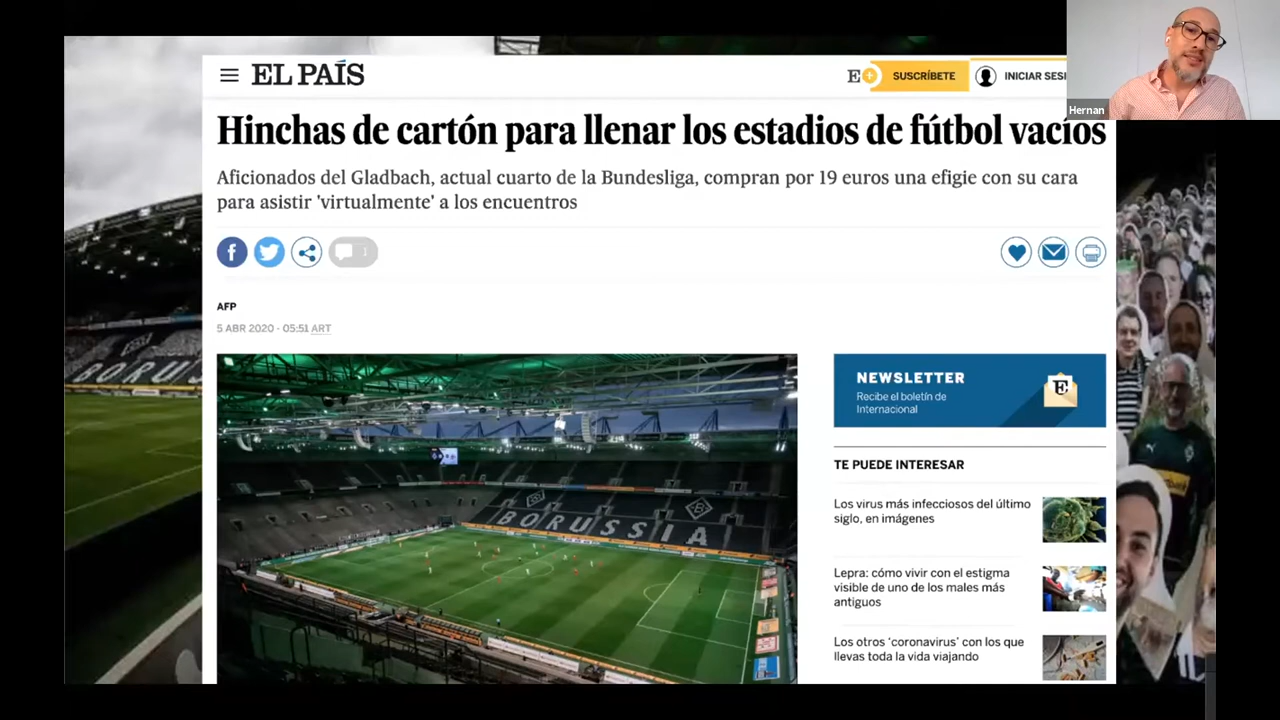 EL PAÍS
E+
SUSCRÍBETE
INICIAR SESI
Hernan
Hinchas de cartón para llenar los estadios de fútbol vacíos
Aficionados del Gladbach, actual cuarto de la Bundesliga, compran por 19 euros una efigie con su cara
para asistir 'virtualmente' a los encuentros
1
AFP
5 ABR 2020 - 05:51 ART
BORU
BORUSSIA
NEWSLETTER
Recibe el boletín de
Internacional
E
TE PUEDE INTERESAR
Los virus más infecciosos del último
siglo, en imágenes
Lepra: cómo vivir con el estigma
visible de uno de los males más
antiguos
Los otros ‘coronavirus’ con los que
llevas toda la vida viajando